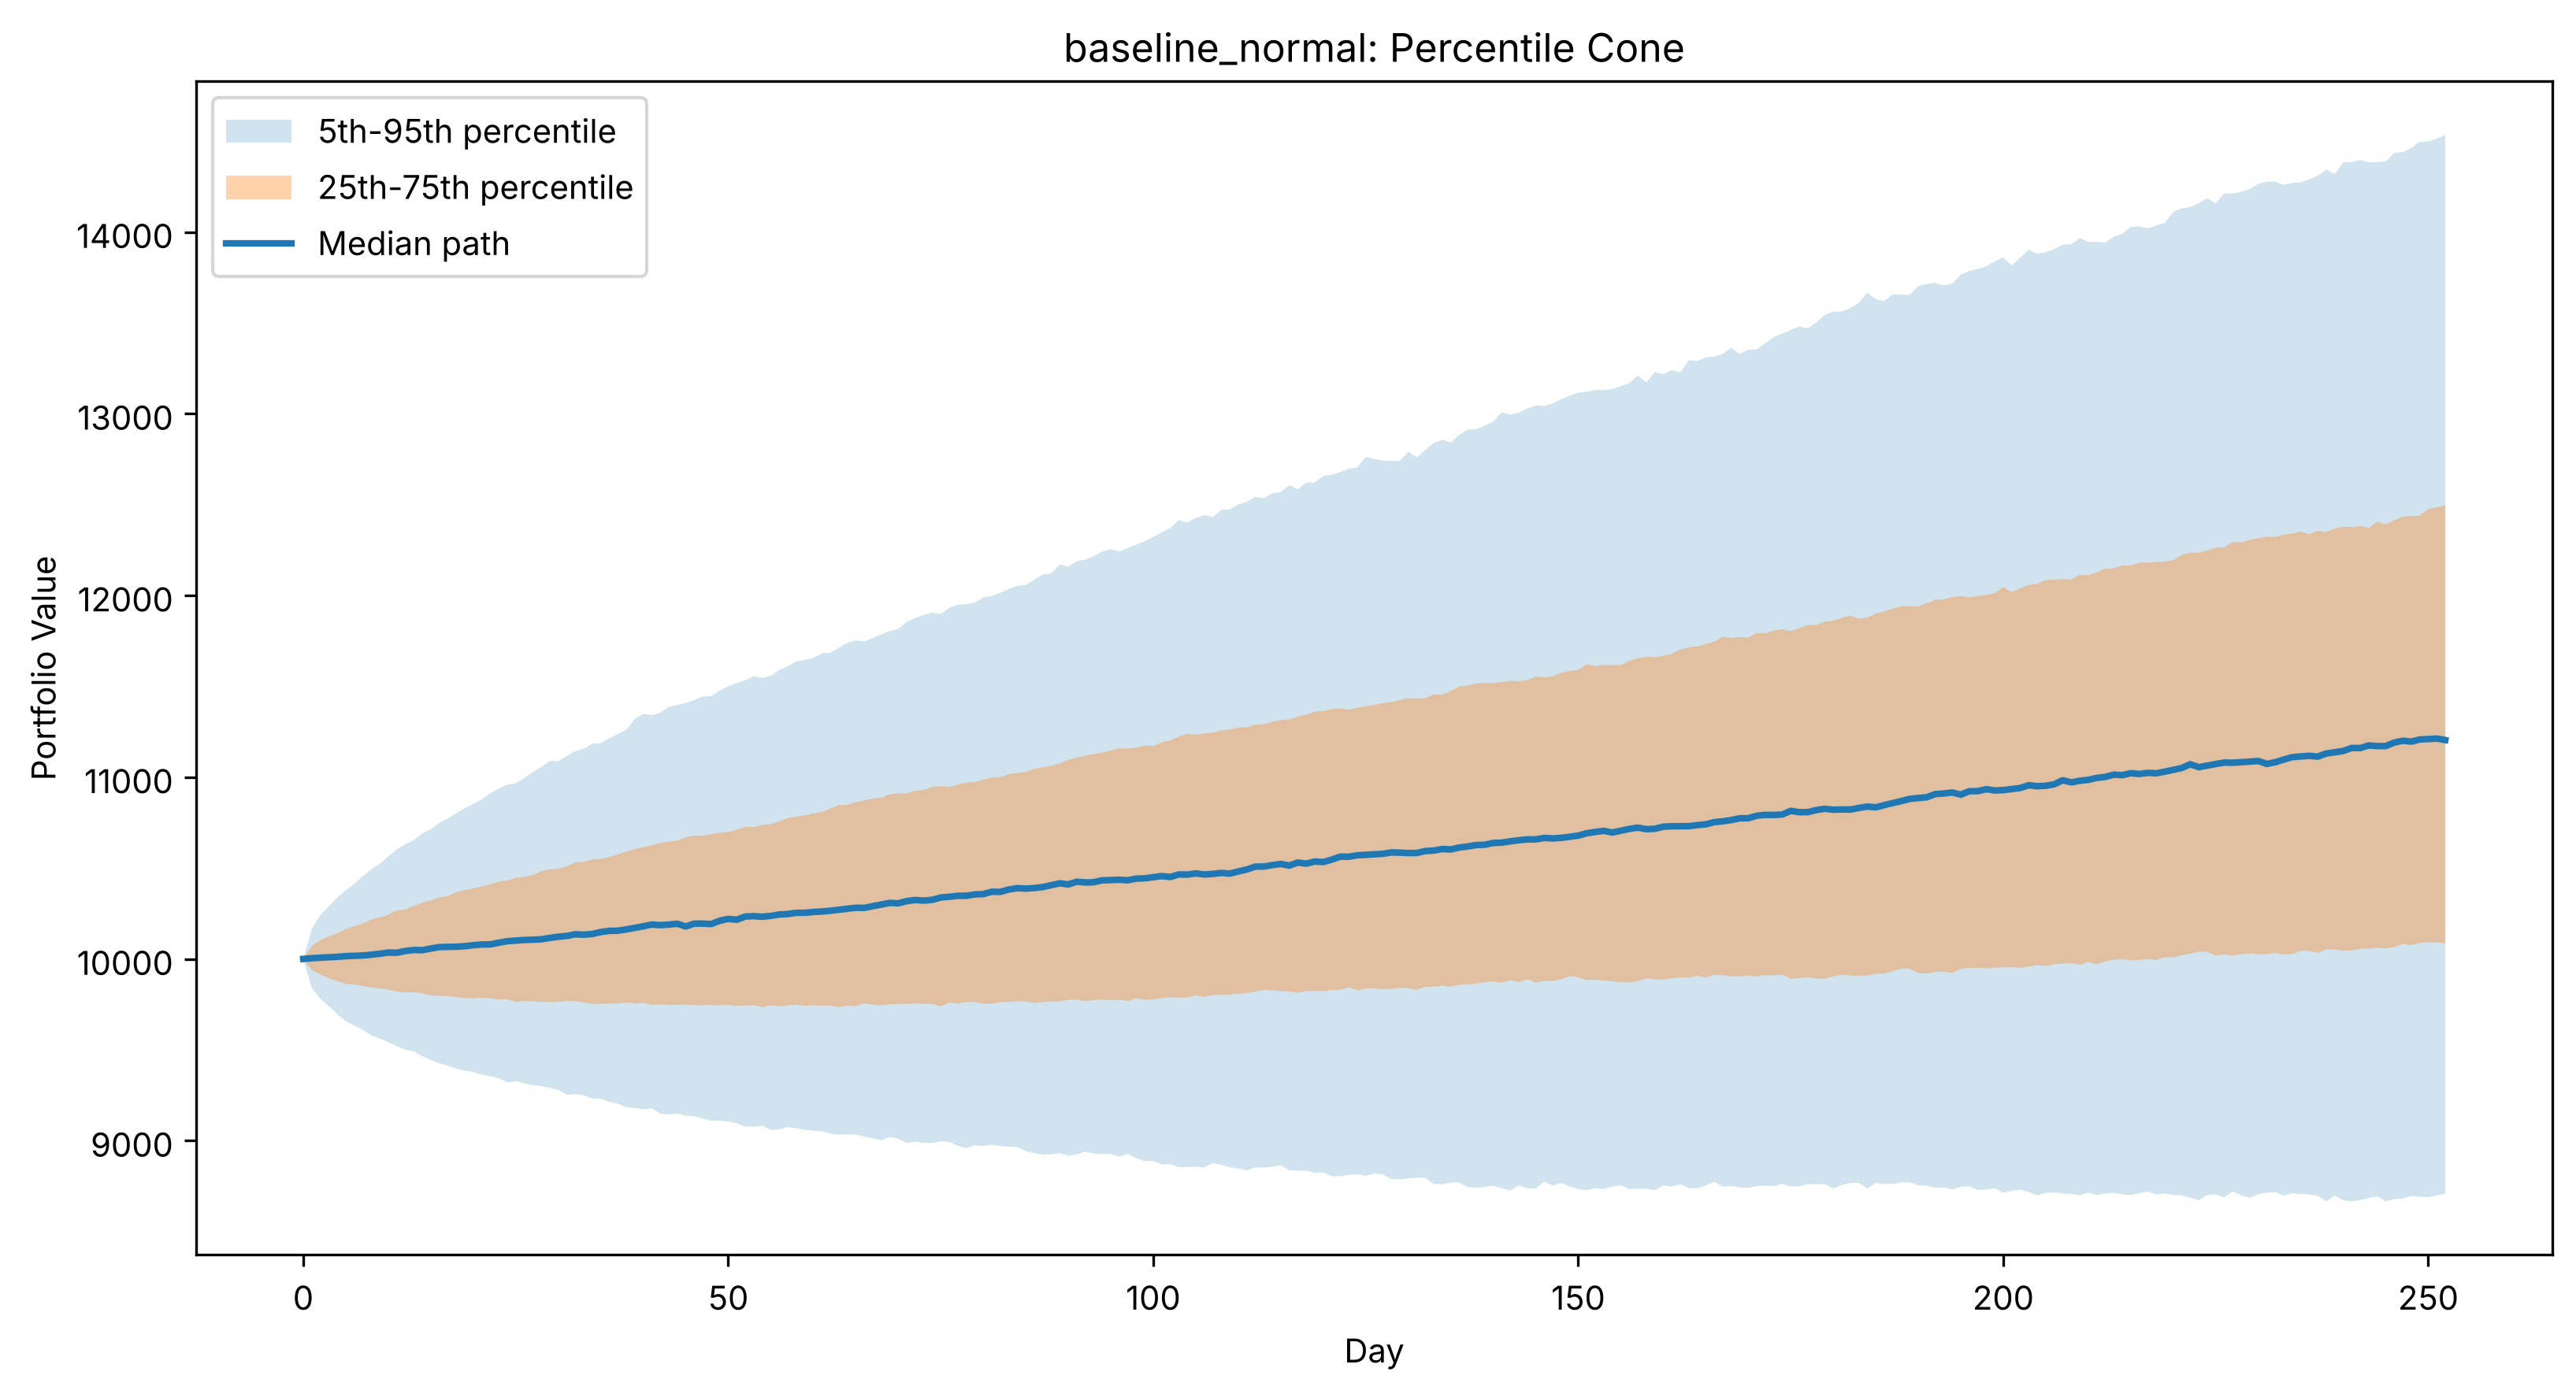 baseline_normal: Percentile Cone
5th-95th percentile
25th-75th percentile
Median path
Portfolio Value
14000
13000
12000
11000
10000
9000
0
50
100
150
200
250
Day